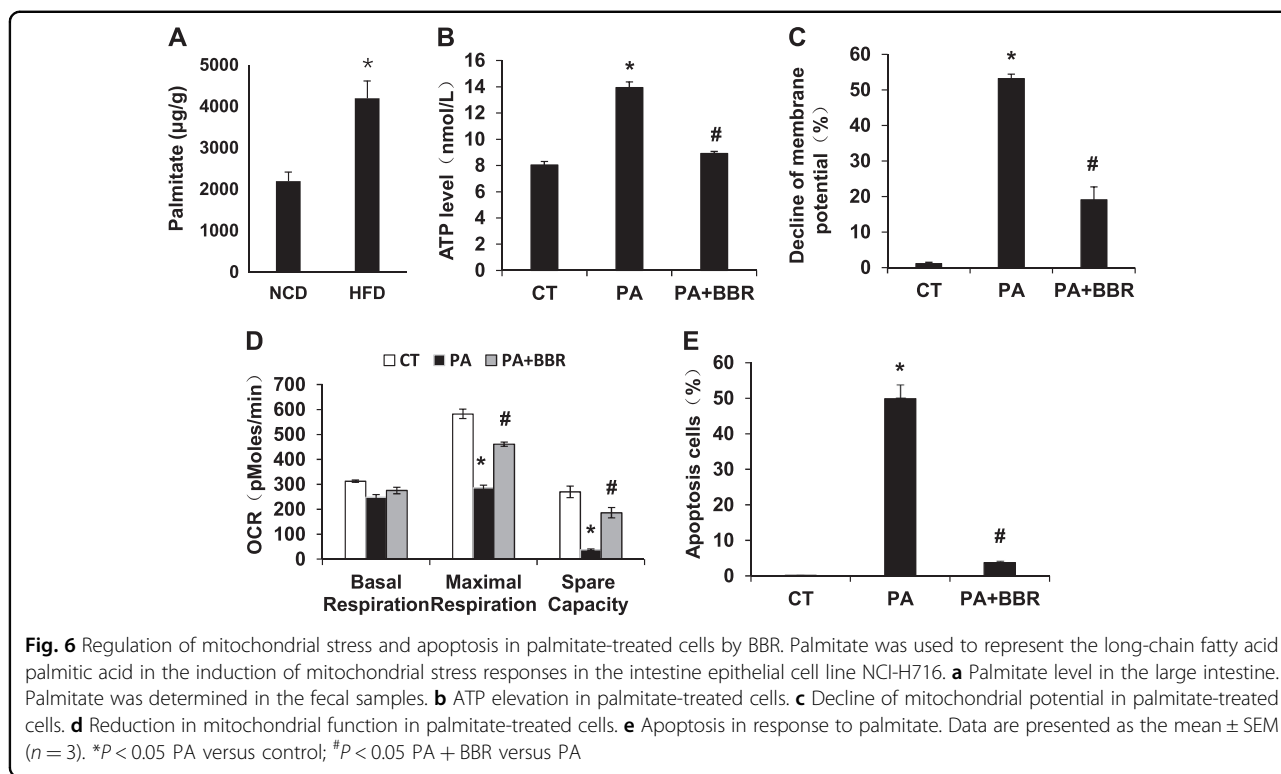 A
*
Palmitate (µg/g)
5000
4000
3000
2000
1000
0
NCD HFD
B
ATP level（nmol/L）
16
14
12
10
8
6
4
2
0
*
#
CT PA PA+BBR
C
Decline of membrane
potential（%）
60
50
40
30
20
10
0
*
#
CT PA PA+BBR
D
CT PA PA+BBR
OCR（pMoles/min）
700
600
500
400
300
200
100
0
*
#
*
#
Basal Maximal Spare
Respiration Respiration Capacity
E
Apoptosis cells（%）
60
50
40
30
20
10
0
*
#
CT PA PA+BBR
Fig. 6 Regulation of mitochondrial stress and apoptosis in palmitate-treated cells by BBR. Palmitate was used to represent the long-chain fatty acid
palmitic acid in the induction of mitochondrial stress responses in the intestine epithelial cell line NCI-H716. a Palmitate level in the large intestine.
Palmitate was determined in the fecal samples. b ATP elevation in palmitate-treated cells. c Decline of mitochondrial potential in palmitate-treated
cells. d Reduction in mitochondrial function in palmitate-treated cells. e Apoptosis in response to palmitate. Data are presented as the mean ± SEM
(n = 3). *P < 0.05 PA versus control; #P < 0.05 PA + BBR versus PA